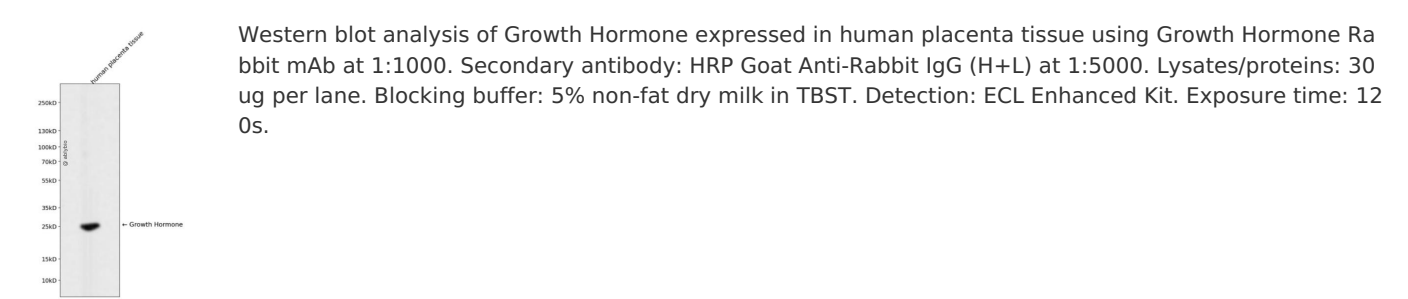 human placenta tissue
Western blot analysis of Growth Hormone expressed in human placenta tissue using Growth Hormone Ra
bbit mAb at 1:1000. Secondary antibody: HRP Goat Anti-Rabbit IgG (H+L) at 1:5000. Lysates/proteins: 30
ug per lane. Blocking buffer: 5% non-fat dry milk in TBST. Detection: ECL Enhanced Kit. Exposure time: 12
0s.
250kD
130kD
100kD
@ ablybio
70kD
55kD
35kD
25kD
← Growth Hormone
15kD
10kD